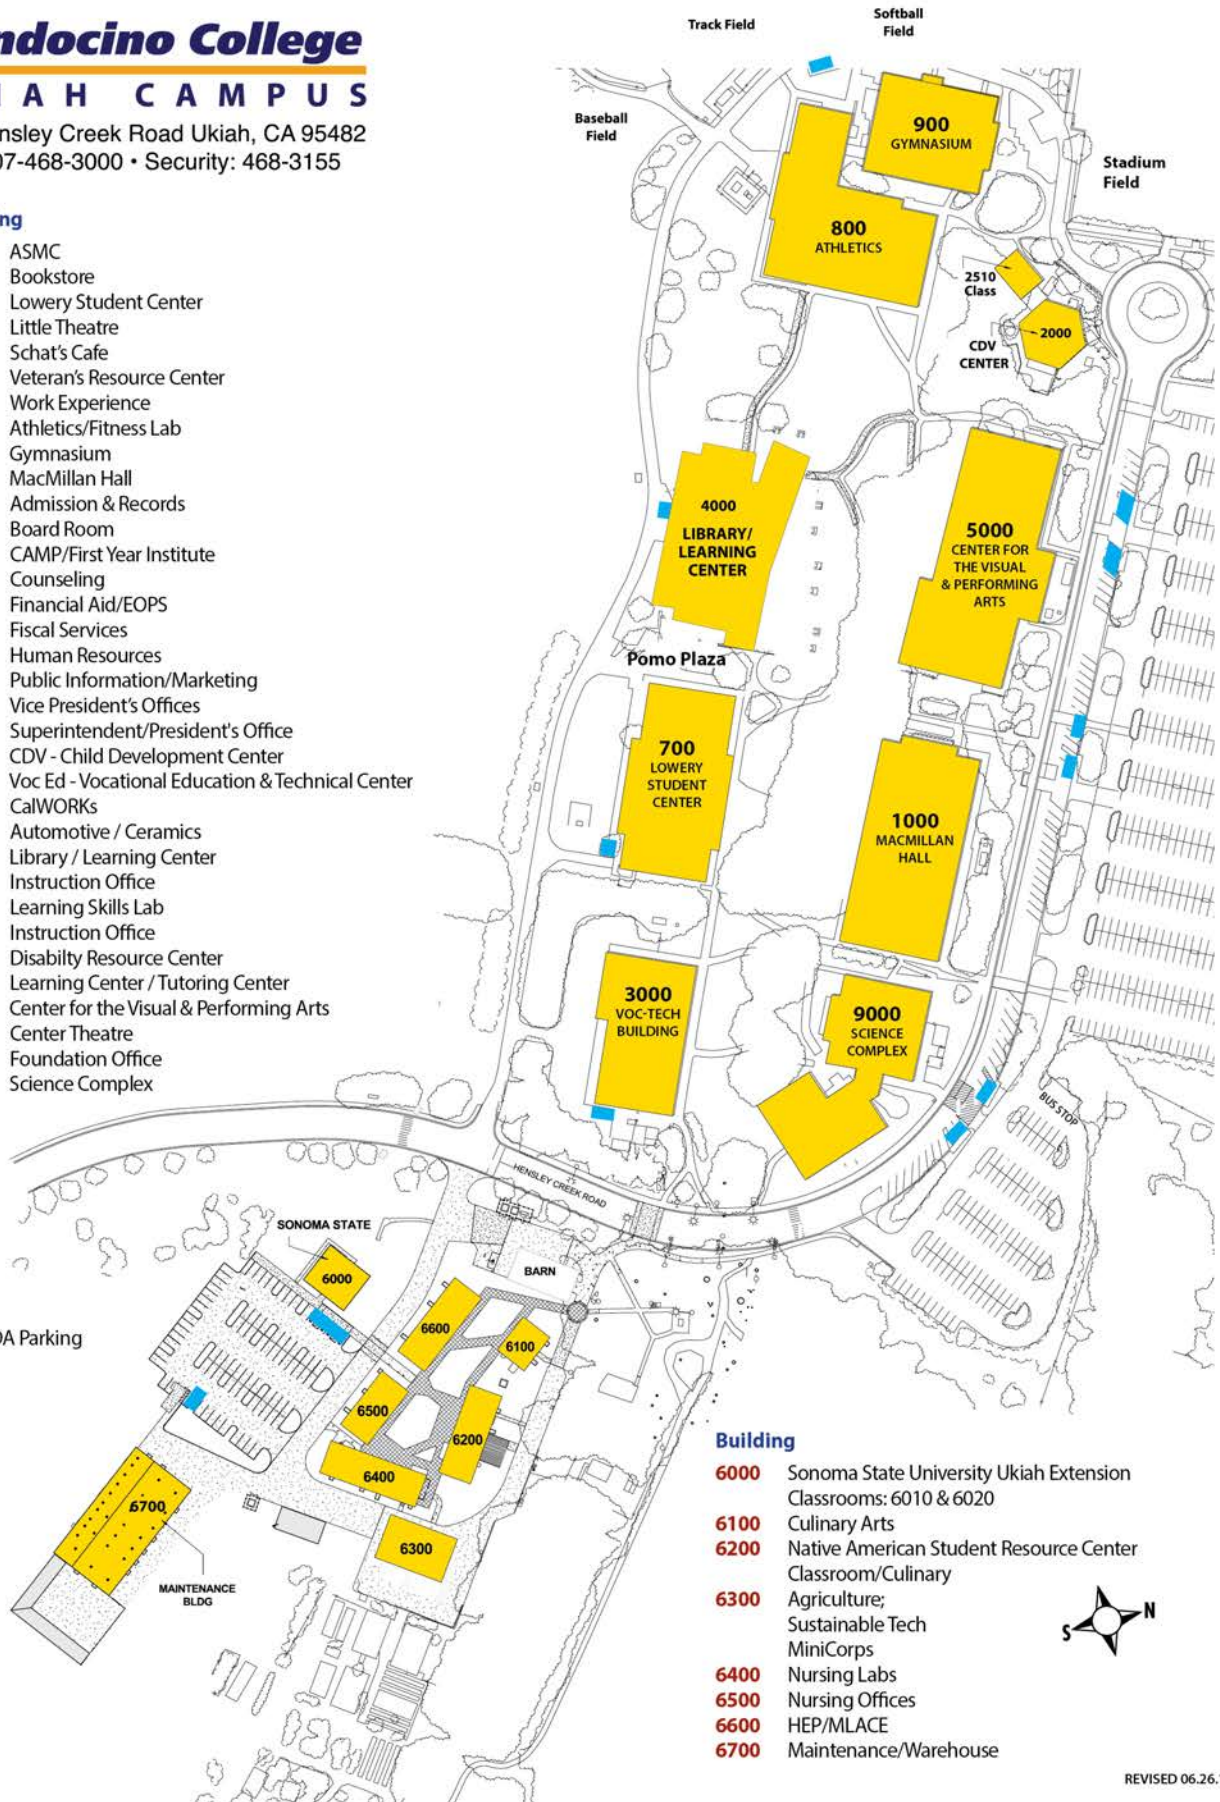 ndocino College
IAH CAMPUS
nsley Creek Road Ukiah, CA 95482
07-468-3000 • Security: 468-3155
ng
ASMC
Bookstore
Lowery Student Center
Little Theatre
Schat's Cafe
Veteran's Resource Center
Work Experience
Athletics/Fitness Lab
Gymnasium
MacMillan Hall
Admission & Records
Board Room
CAMP/First Year Institute
Counseling
Financial Aid/EOPS
Fiscal Services
Human Resources
Public Information/Marketing
Vice President's Offices
Superintendent/President's Office
CDV - Child Development Center
Voc Ed - Vocational Education & Technical Center
CalWORKs
Automotive / Ceramics
Library / Learning Center
Instruction Office
Learning Skills Lab
Instruction Office
Disabilty Resource Center
Learning Center / Tutoring Center
Center for the Visual & Performing Arts
Center Theatre
Foundation Office
Science Complex
DA Parking
Track Field
Softball
Field
Baseball
Field
Stadium
Field
900
GYMNASIUM
800
ATHLETICS
2510
Class
2000
CDV
CENTER
4000
LIBRARY/
LEARNING
CENTER
5000
CENTER FOR
THE VISUAL
& PERFORMING
ARTS
Pomo Plaza
700
LOWERY
STUDENT
CENTER
1000
MACMILLAN
HALL
3000
VOC-TECH
BUILDING
9000
SCIENCE
COMPLEX
BUS STOP
HENSLEY CREEK ROAD
SONOMA STATE
6000
BARN
6600
6100
6500
6200
6400
6700
6300
MAINTENANCE
BLDG
Building
6000 Sonoma State University Ukiah Extension
Classrooms: 6010 & 6020
6100 Culinary Arts
6200 Native American Student Resource Center
Classroom/Culinary
6300 Agriculture;
Sustainable Tech
MiniCorps
6400 Nursing Labs
6500 Nursing Offices
6600 HEP/MLACE
6700 Maintenance/Warehouse
S N
REVISED 06.26.